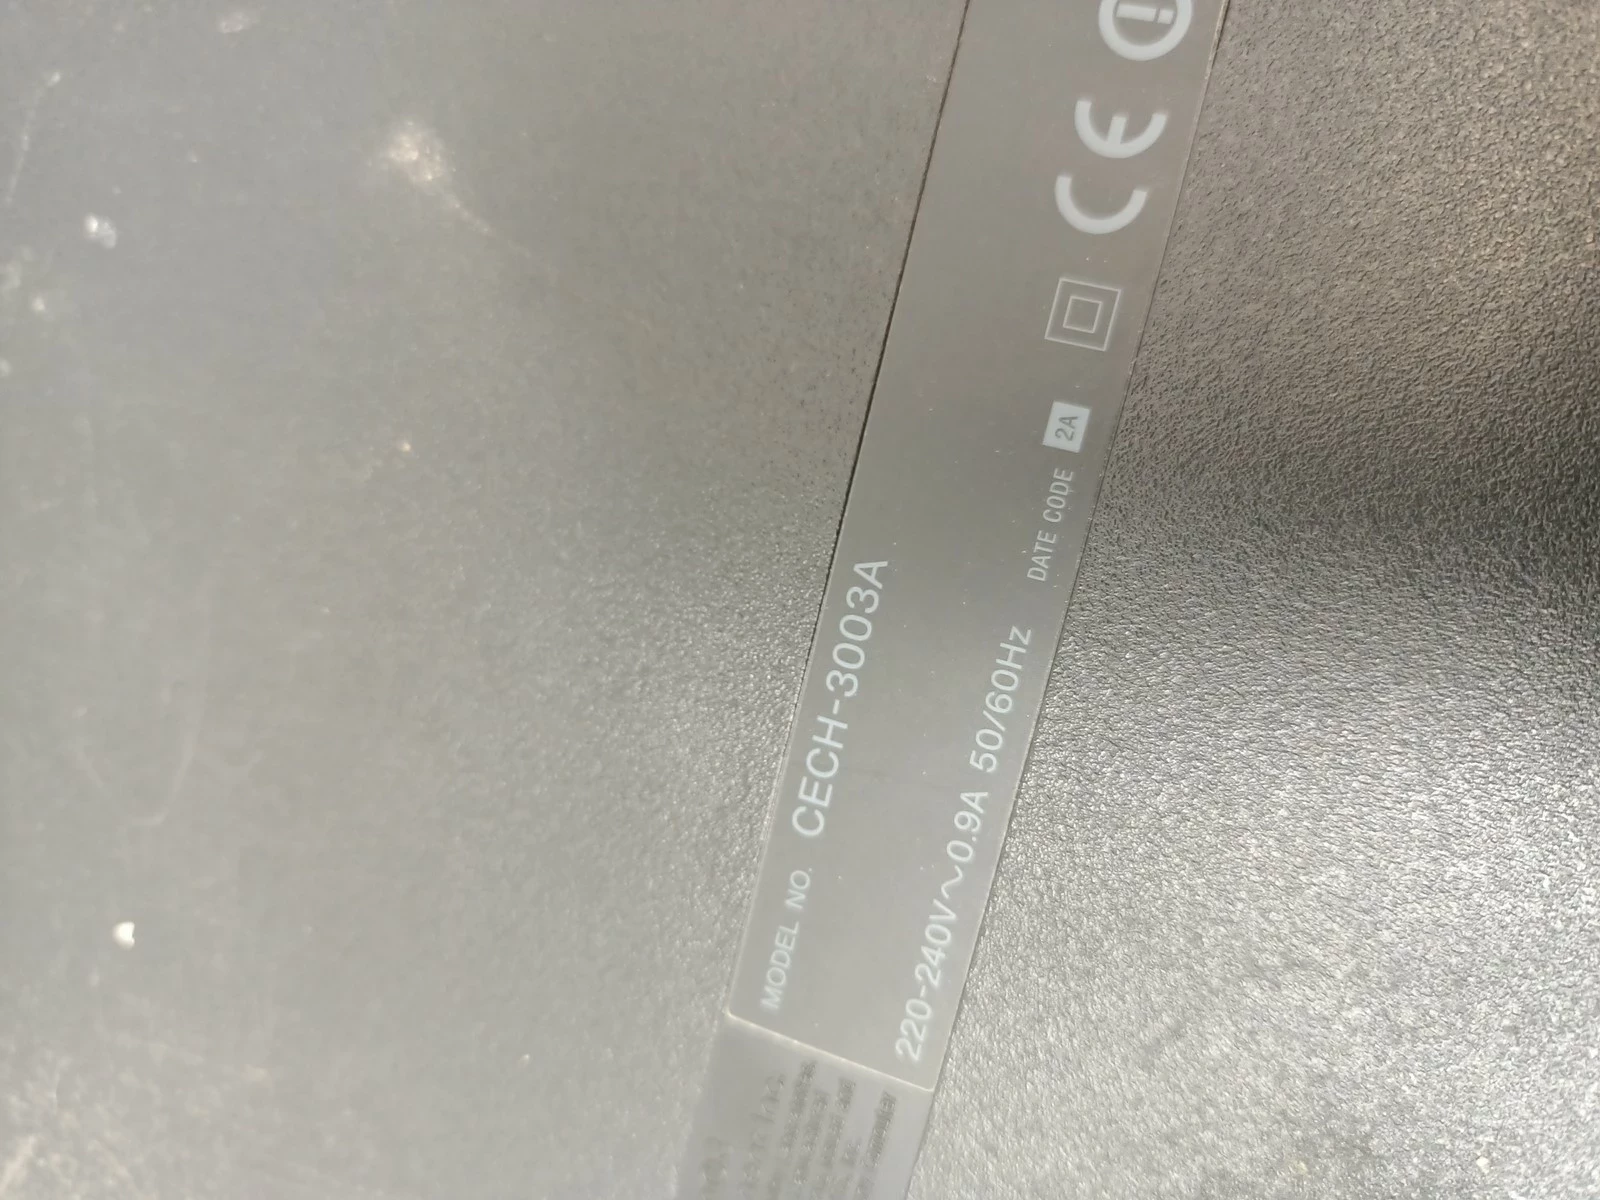 MODEL NO. CECH-3003A
220-240V～0.9A 50/60Hz
DATE CODE 2A
CE